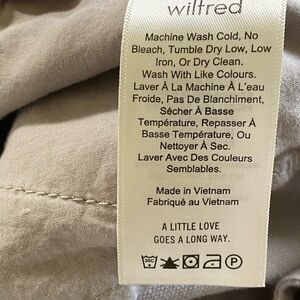 wilfred
Machine Wash Cold, No
Bleach, Tumble Dry Low, Low
Iron, Or Dry Clean.
Wash With Like Colours.
Laver À La Machine À L'eau
Froide, Pas De Blanchiment,
Sécher À Basse
Température, Repasser À
Basse Température, Ou
Nettoyer À Sec.
Laver Avec Des Couleurs
Semblables.
Made in Vietnam
Fabriqué au Vietnam
A LITTLE LOVE
GOES A LONG WAY.